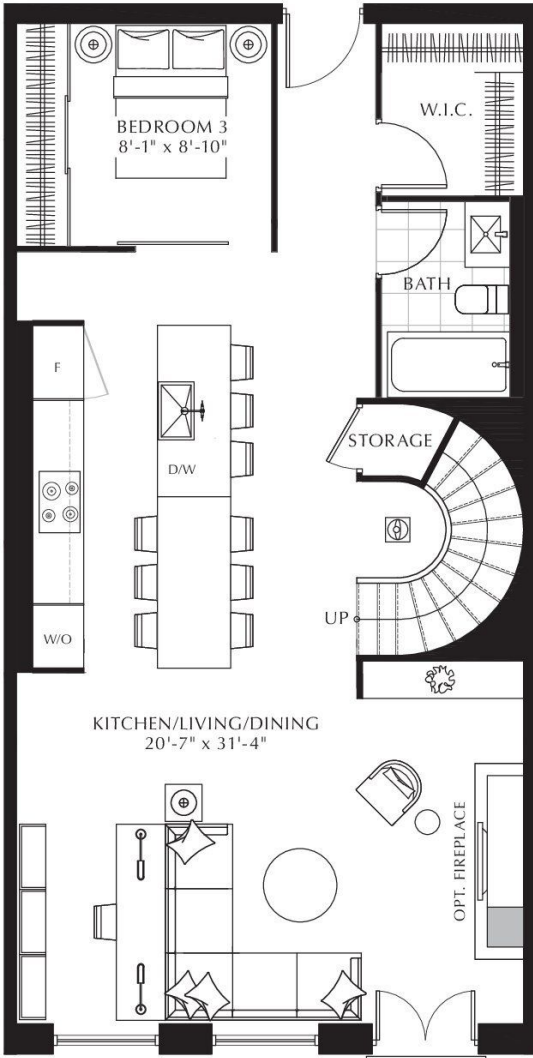 BEDROOM 3
8'-1" x 8'-10"
W.I.C.
BATH
F
STORAGE
D/W
UP
W/O
KITCHEN/LIVING/DINING
20'-7" x 31'-4"
OPT. FIREPLACE